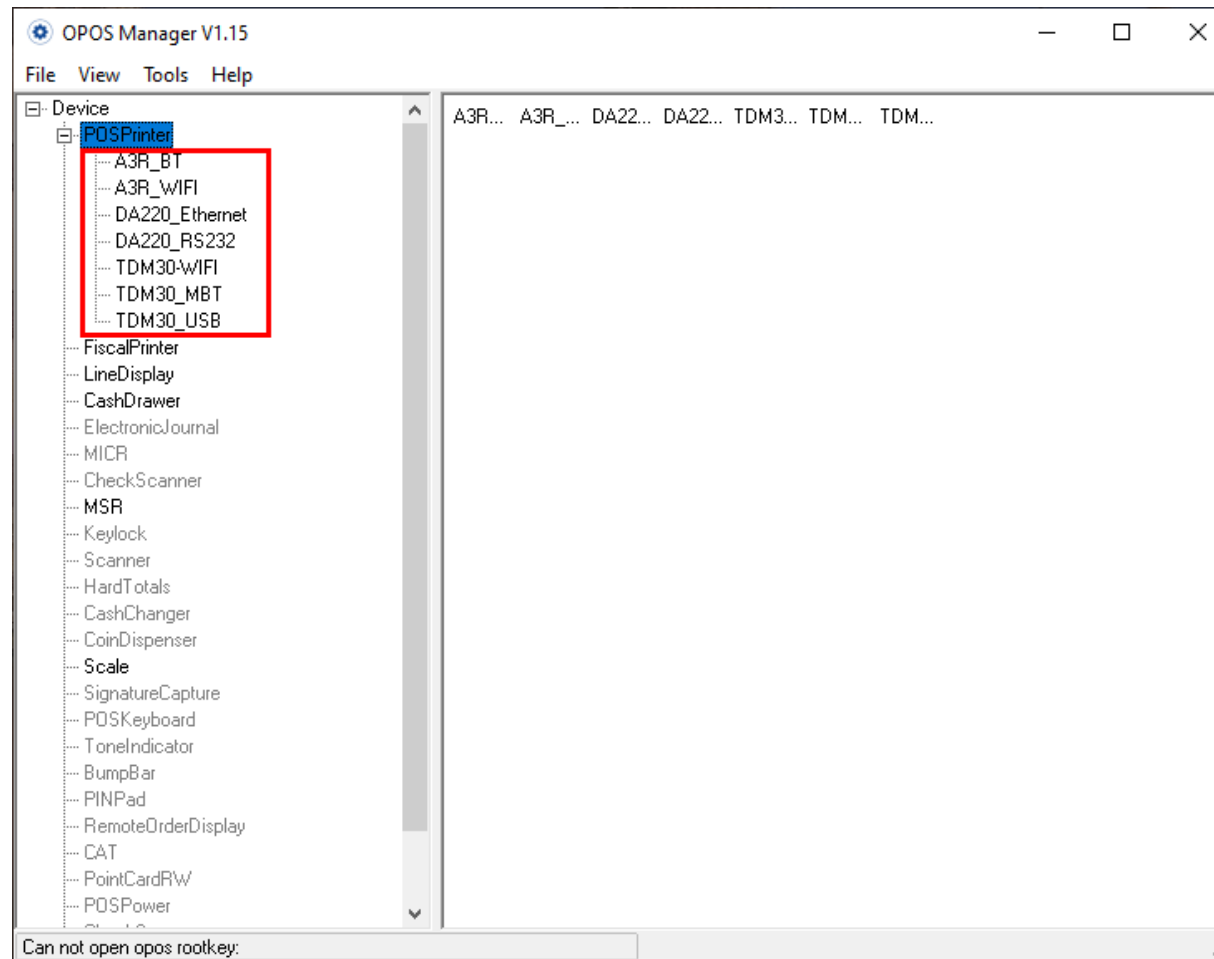 OPOS Manager V1.15
File View Tools Help
Device
POSPrinter
A3R_BT
A3R_WIFI
DA220_Ethernet
DA220_RS232
TDM30-WIFI
TDM30_MBT
TDM30_USB
FiscalPrinter
LineDisplay
CashDrawer
ElectronicJournal
MICR
CheckScanner
MSR
Keylock
Scanner
HardTotals
CashChanger
CoinDispenser
Scale
SignatureCapture
POSKeyboard
ToneIndicator
BumpBar
PINPad
RemoteOrderDisplay
CAT
PointCardRW
POSPower
A3R... A3R_... DA22... DA22... TDM3... TDM... TDM...
Can not open opos rootkey: